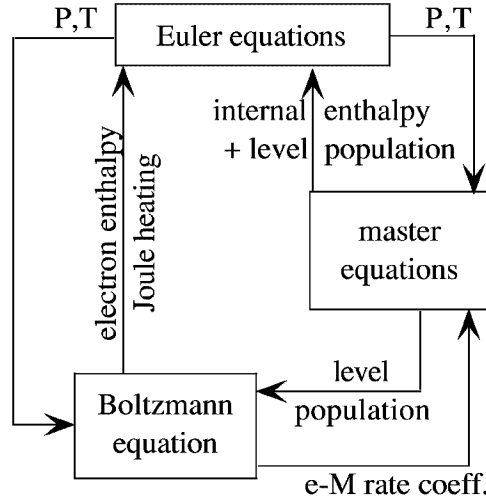 P,T
Euler equations
P,T
internal enthalpy
+ level population
electron enthalpy
Joule heating
master
equations
level
population
Boltzmann
equation
e-M rate coeff.